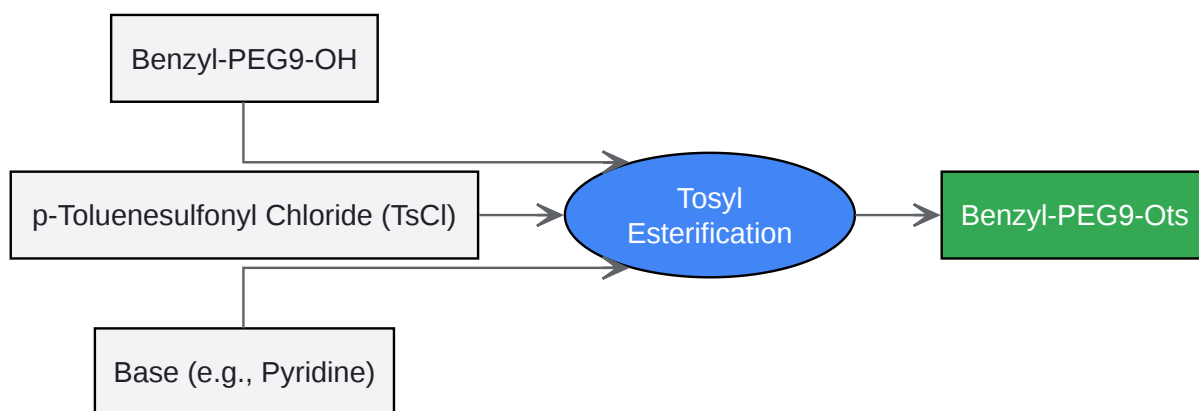 Benzyl-PEG9-OH
p-Toluenesulfonyl Chloride (TsCl)
Tosyl
Esterification
Benzyl-PEG9-Ots
Base (e.g., Pyridine)